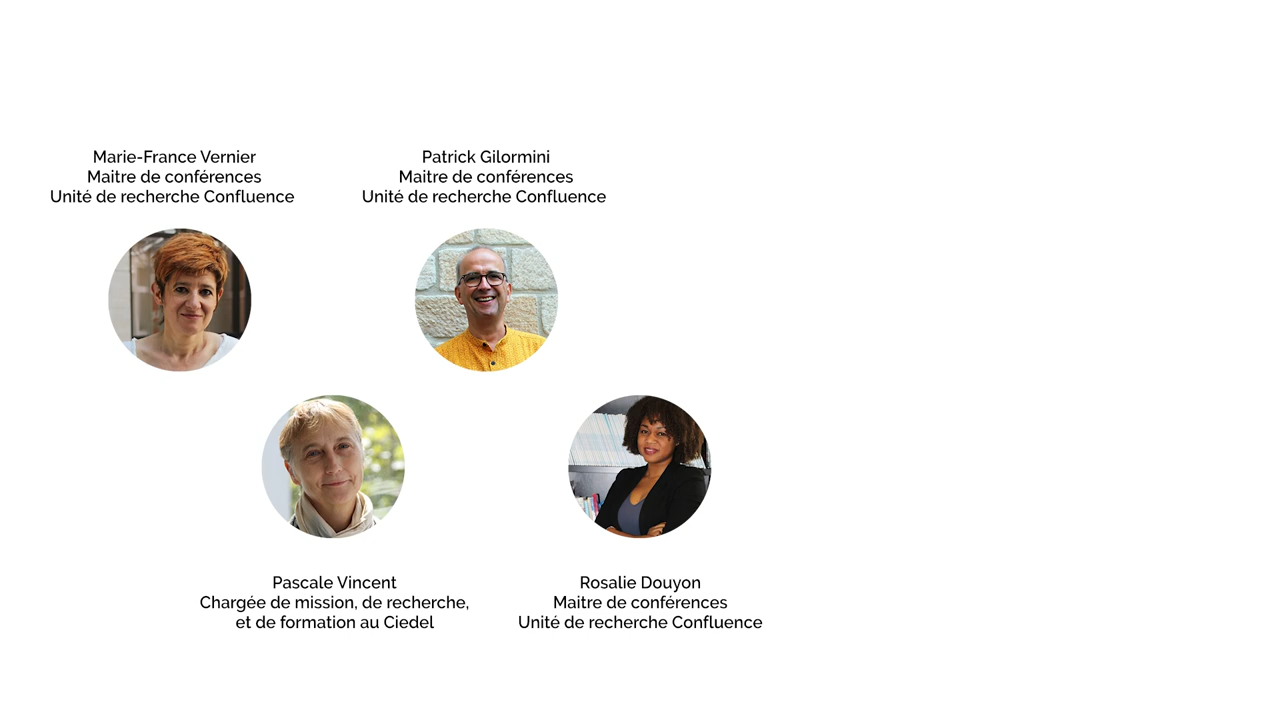 Marie-France Vernier
Maitre de conférences
Unité de recherche Confluence
Patrick Gilormini
Maitre de conférences
Unité de recherche Confluence
Pascale Vincent
Chargée de mission, de recherche,
et de formation au Ciedel
Rosalie Douyon
Maitre de conférences
Unité de recherche Confluence